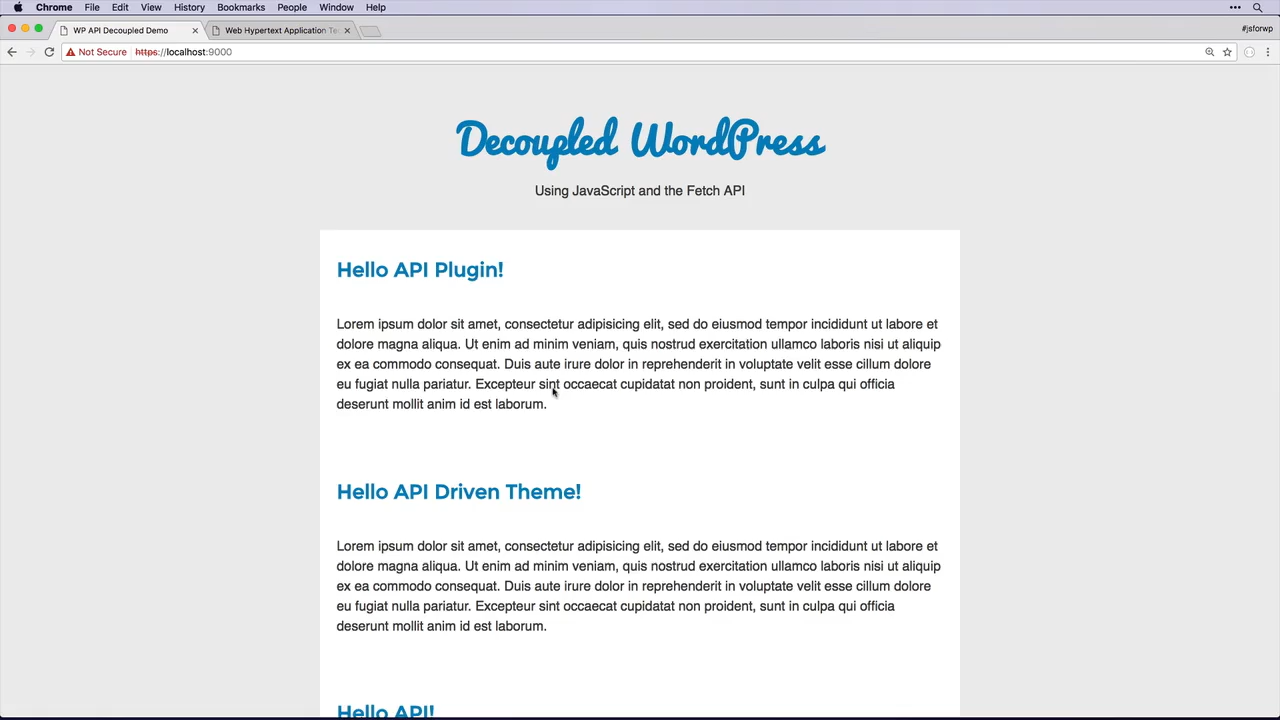 Chrome File Edit View History Bookmarks People Window Help
WP API Decoupled Demo
Web Hypertext Application Te
#jsforwp
Not Secure https://localhost:9000
Decoupled WordPress
Using JavaScript and the Fetch API
Hello API Plugin!
Lorem ipsum dolor sit amet, consectetur adipisicing elit, sed do eiusmod tempor incididunt ut labore et
dolore magna aliqua. Ut enim ad minim veniam, quis nostrud exercitation ullamco laboris nisi ut aliquip
ex ea commodo consequat. Duis aute irure dolor in reprehenderit in voluptate velit esse cillum dolore
eu fugiat nulla pariatur. Excepteur sint occaecat cupidatat non proident, sunt in culpa qui officia
deserunt mollit anim id est laborum.
Hello API Driven Theme!
Lorem ipsum dolor sit amet, consectetur adipisicing elit, sed do eiusmod tempor incididunt ut labore et
dolore magna aliqua. Ut enim ad minim veniam, quis nostrud exercitation ullamco laboris nisi ut aliquip
ex ea commodo consequat. Duis aute irure dolor in reprehenderit in voluptate velit esse cillum dolore
eu fugiat nulla pariatur. Excepteur sint occaecat cupidatat non proident, sunt in culpa qui officia
deserunt mollit anim id est laborum.
Hello API!